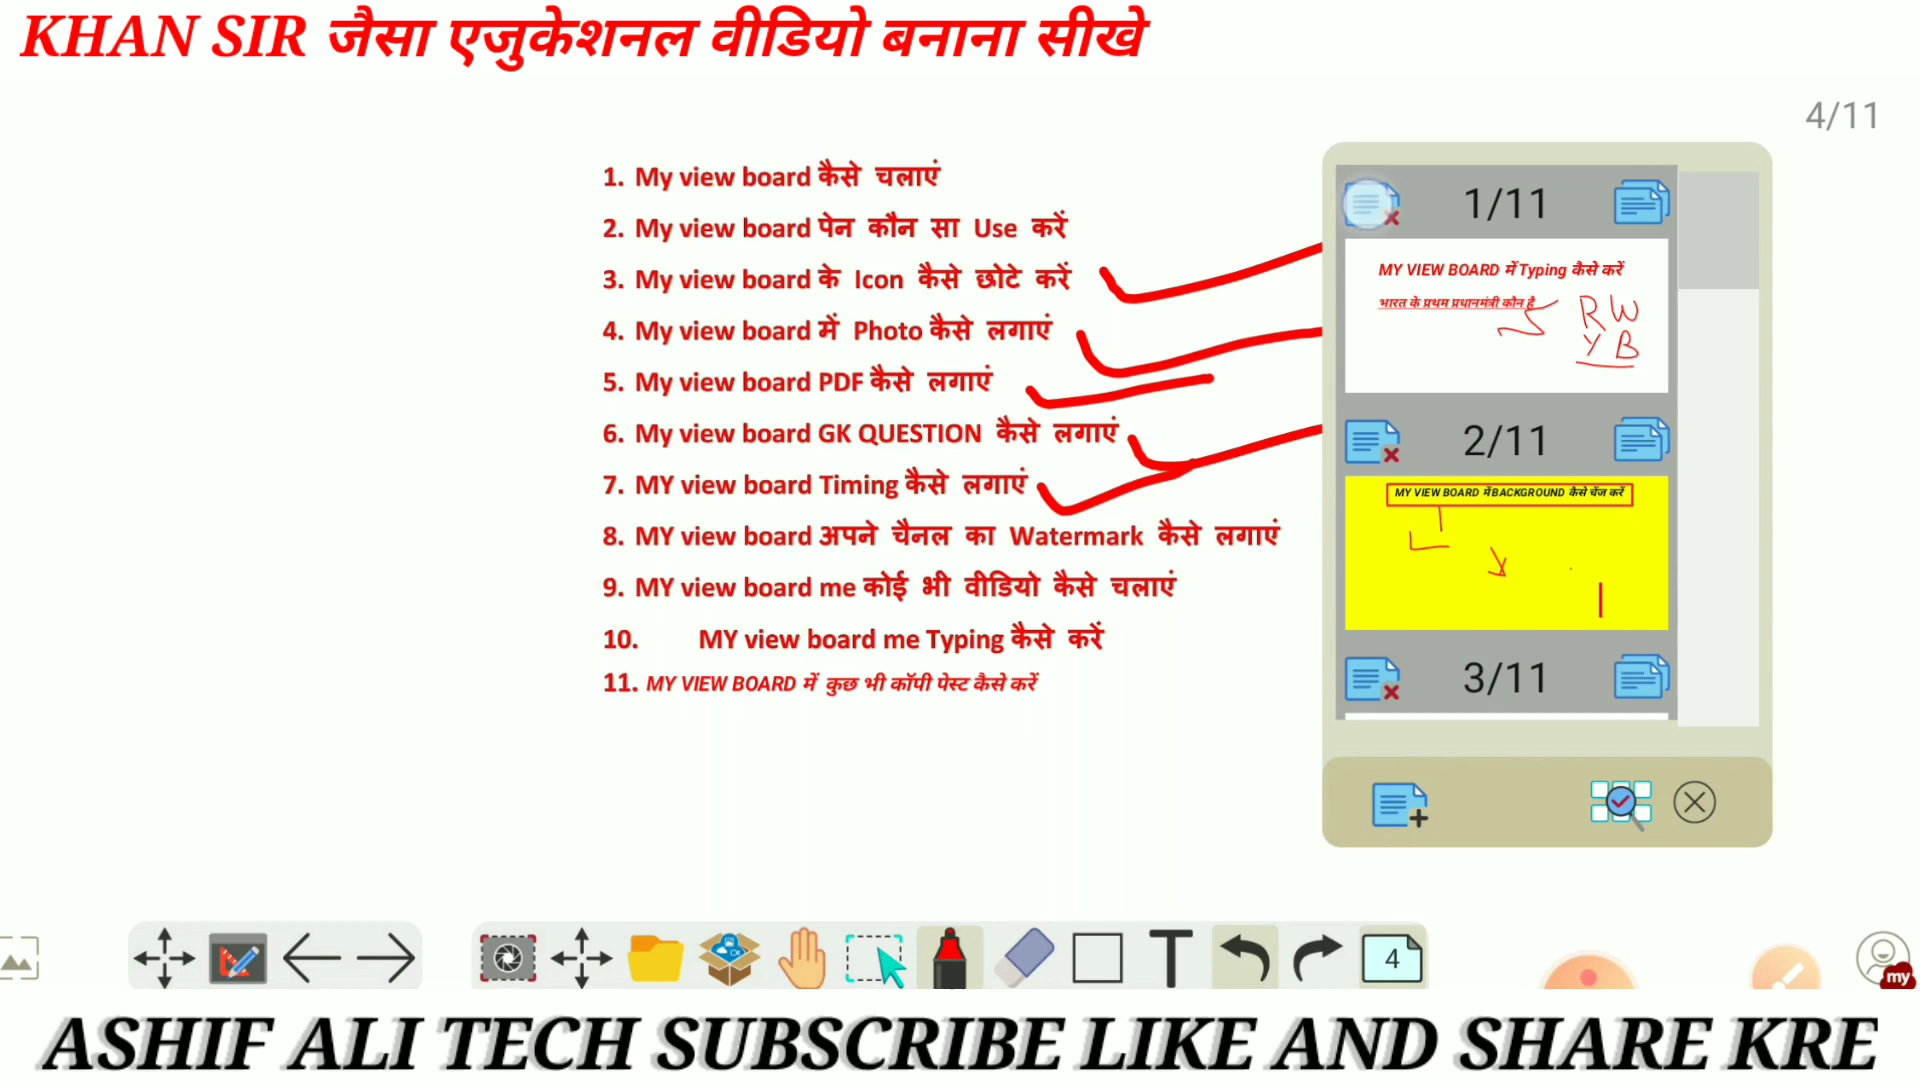 KHAN SIR जैसा एजुकेशनल वीडियो बनाना सीखे
4/11
1. My view board कैसे चलाएं
2. My view board पेन कौन सा Use करें
3. My view board के Icon कैसे छोटे करें
4. My view board में Photo कैसे लगाएं
5. My view board PDF कैसे लगाएं
6. My view board GK QUESTION कैसे लगाएं
7. MY view board Timing कैसे लगाएं
8. MY view board अपने चैनल का Watermark कैसे लगाएं
9. MY view board me कोई भी वीडियो कैसे चलाएं
10. MY view board me Typing कैसे करें
11. MY VIEW BOARD में कुछ भी कॉपी पेस्ट कैसे करें
1/11
MY VIEW BOARD में Typing कैसे करें
भारत के प्रथम प्रधानमंत्री कौन है
R W
Y B
2/11
MY VIEW BOARD में BACKGROUND कैसे चेंज करें
3/11
T
4
my
ASHIF ALI TECH SUBSCRIBE LIKE AND SHARE KRE